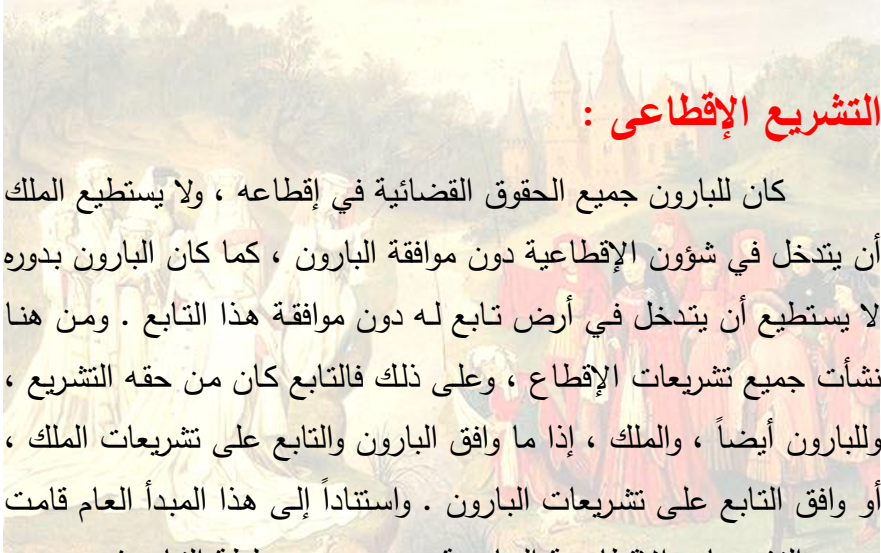 التشريع الإقطاعى :
كان للبارون جميع الحقوق القضائية في إقطاعه ، ولا يستطيع الملك
أن يتدخل في شؤون الإقطاعية دون موافقة البارون ، كما كان البارون بدوره
لا يستطيع أن يتدخل في أرض تابع له دون موافقة هذا التابع . ومن هنا
نشأت جميع تشريعات الإقطاع ، وعلى ذلك فالتابع كان من حقه التشريع ،
وللبارون أيضاً ، والملك ، إذا ما وافق البارون والتابع على تشريعات الملك ،
أو وافق التابع على تشريعات البارون . واستناداً إلى هذا المبدأ العام قامت